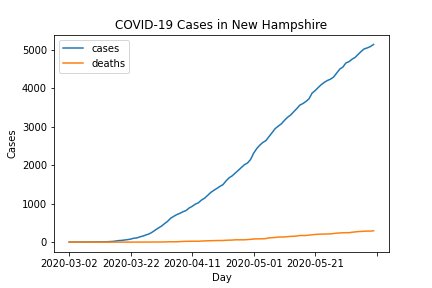 COVID-19 Cases in New Hampshire
cases
deaths
5000
4000
3000
2000
1000
0
Cases
2020-03-02 2020-03-22 2020-04-11 2020-05-01 2020-05-21
Day